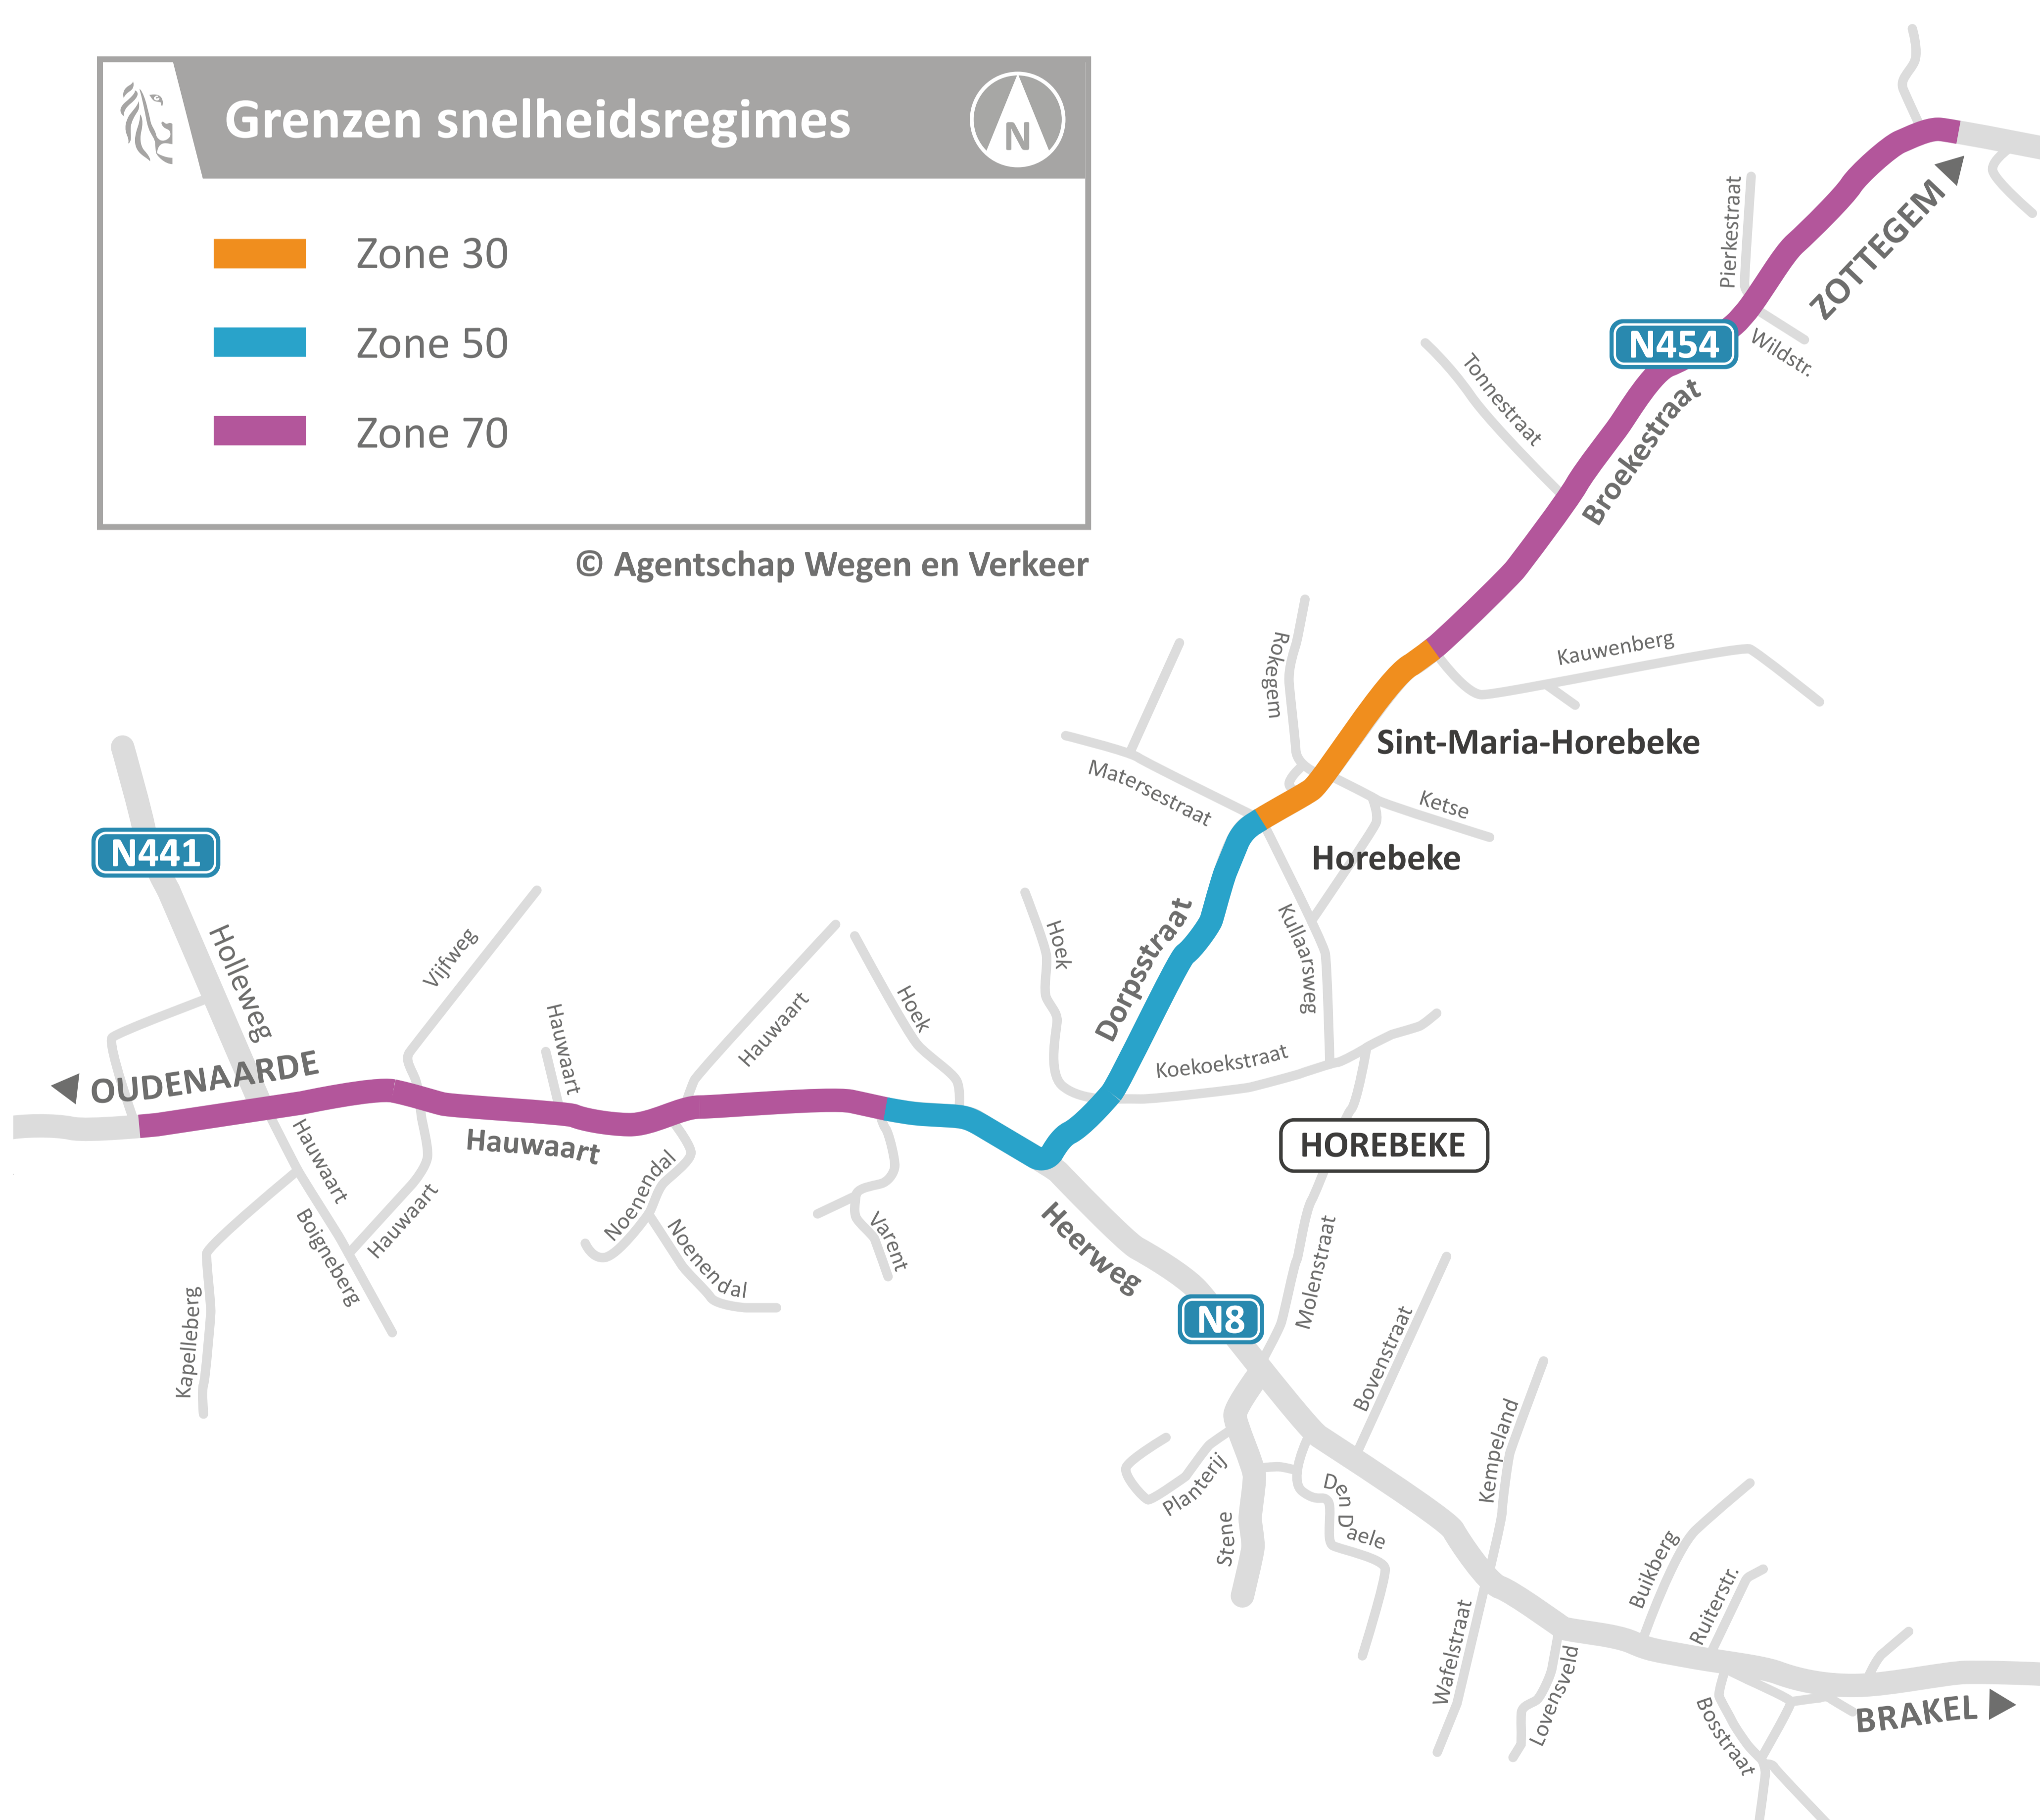 Grenzen snelheidsregimes
N
Zone 30
Zone 50
Zone 70
© Agentschap Wegen en Verkeer
ZOTTEGEM
Pierkestraat
N454
Wildstr.
Tonnestraat
Broekestraat
Rokegem
Kauwenberg
Sint-Maria-Horebeke
Matersestraat
Ketse
Horebeke
N441
Holleweg
Vijfweg
Hauwaart
Hauwaart
Hoek
Hoek
Dorpsstraat
Kullaarsweg
Koekoekstraat
OUDENAARDE
Hauwaart
HOREBEKE
Hauwaart
Hauwaart
Boigneberg
Kapelleberg
Noenendal
Noenendal
Varent
Heerweg
N8
Molenstraat
Bovenstraat
Kempeland
Planterij
Stene
Den Daele
Buikberg
Ruiterstr.
Wafelstraat
Lovensveld
Bosstraat
BRAKEL